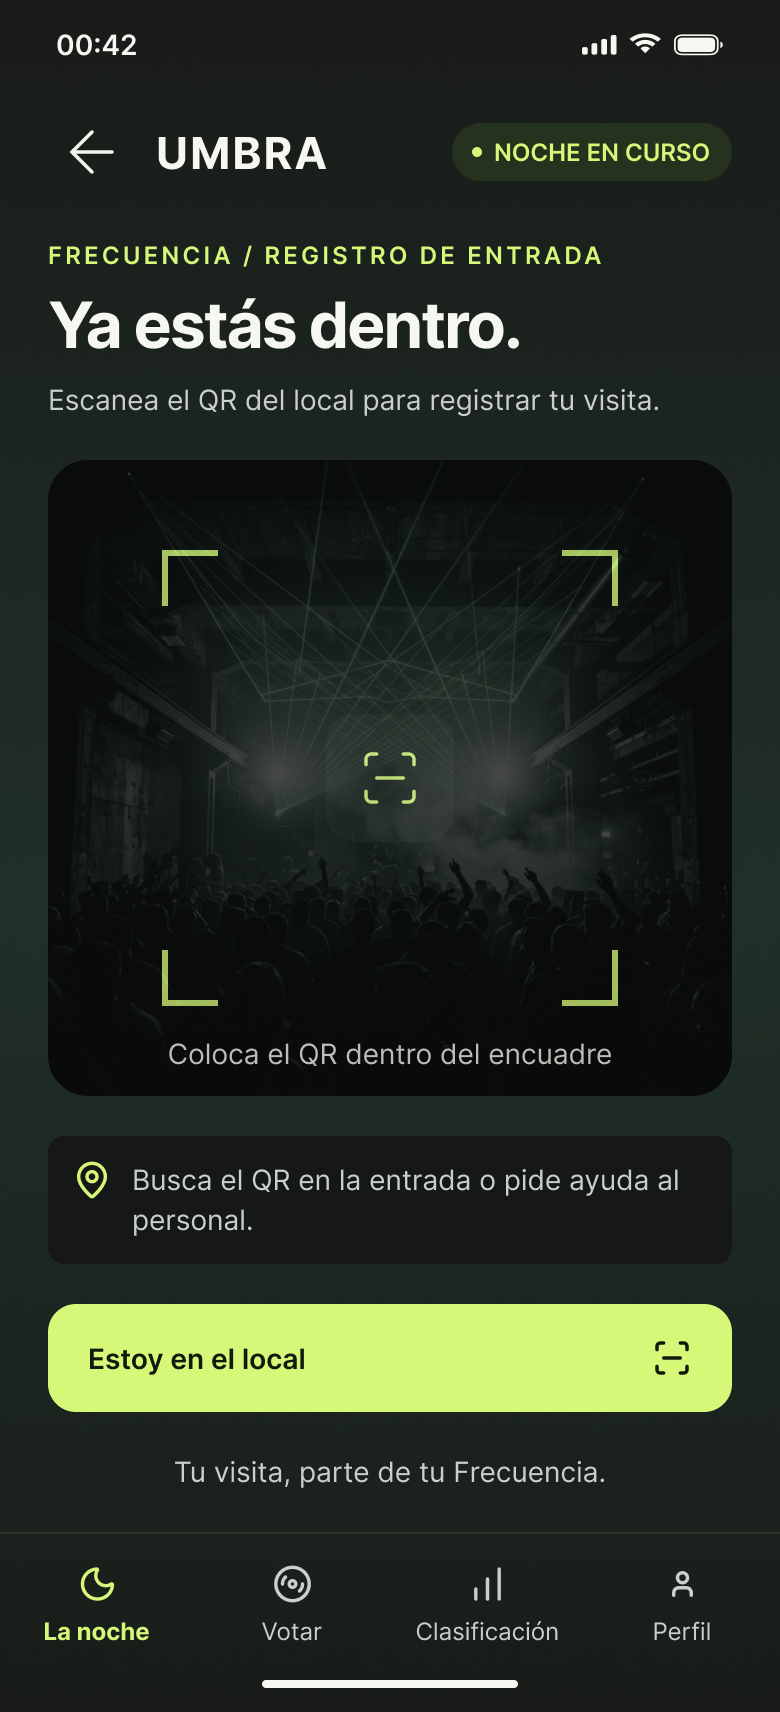 00:42
UMBRA
NOCHE EN CURSO
FRECUENCIA / REGISTRO DE ENTRADA
Ya estás dentro.
Escanea el QR del local para registrar tu visita.
Coloca el QR dentro del encuadre
Busca el QR en la entrada o pide ayuda al
personal.
Estoy en el local
Tu visita, parte de tu Frecuencia.
La noche
Votar
Clasificación
Perfil